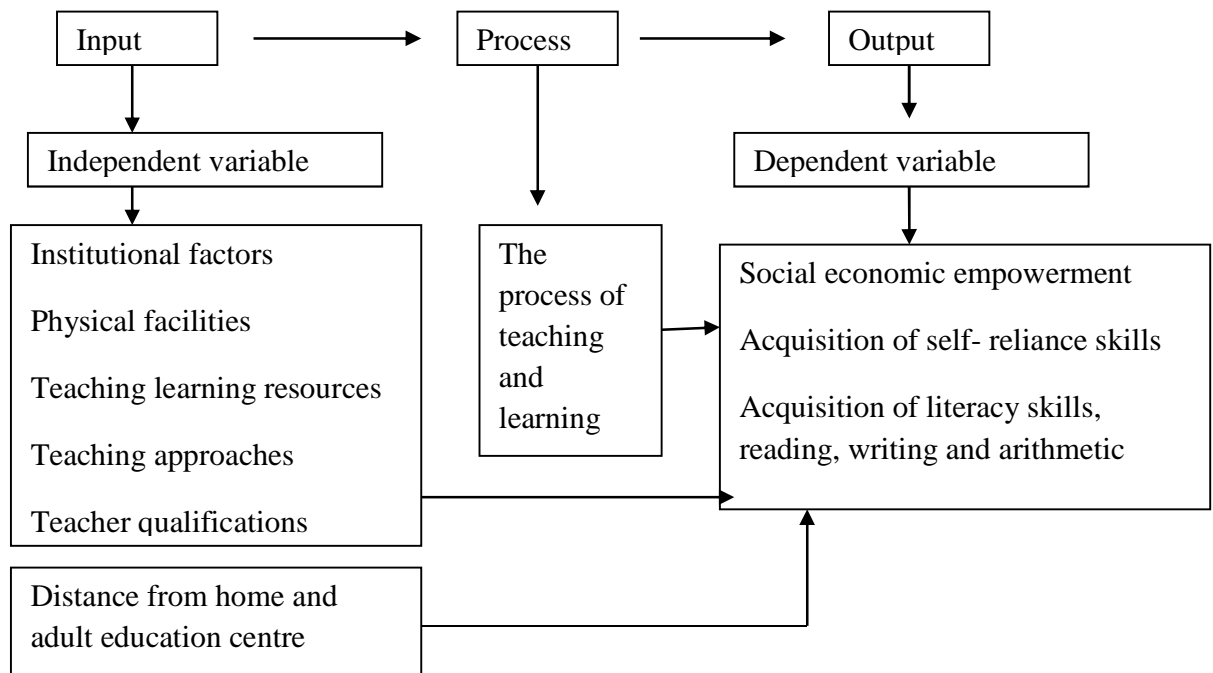 Input
Process
Output
Independent variable
Dependent variable
Institutional factors
Physical facilities
Teaching learning resources
Teaching approaches
Teacher qualifications
The
process of
teaching
and
learning
Social economic empowerment
Acquisition of self- reliance skills
Acquisition of literacy skills,
reading, writing and arithmetic
Distance from home and
adult education centre